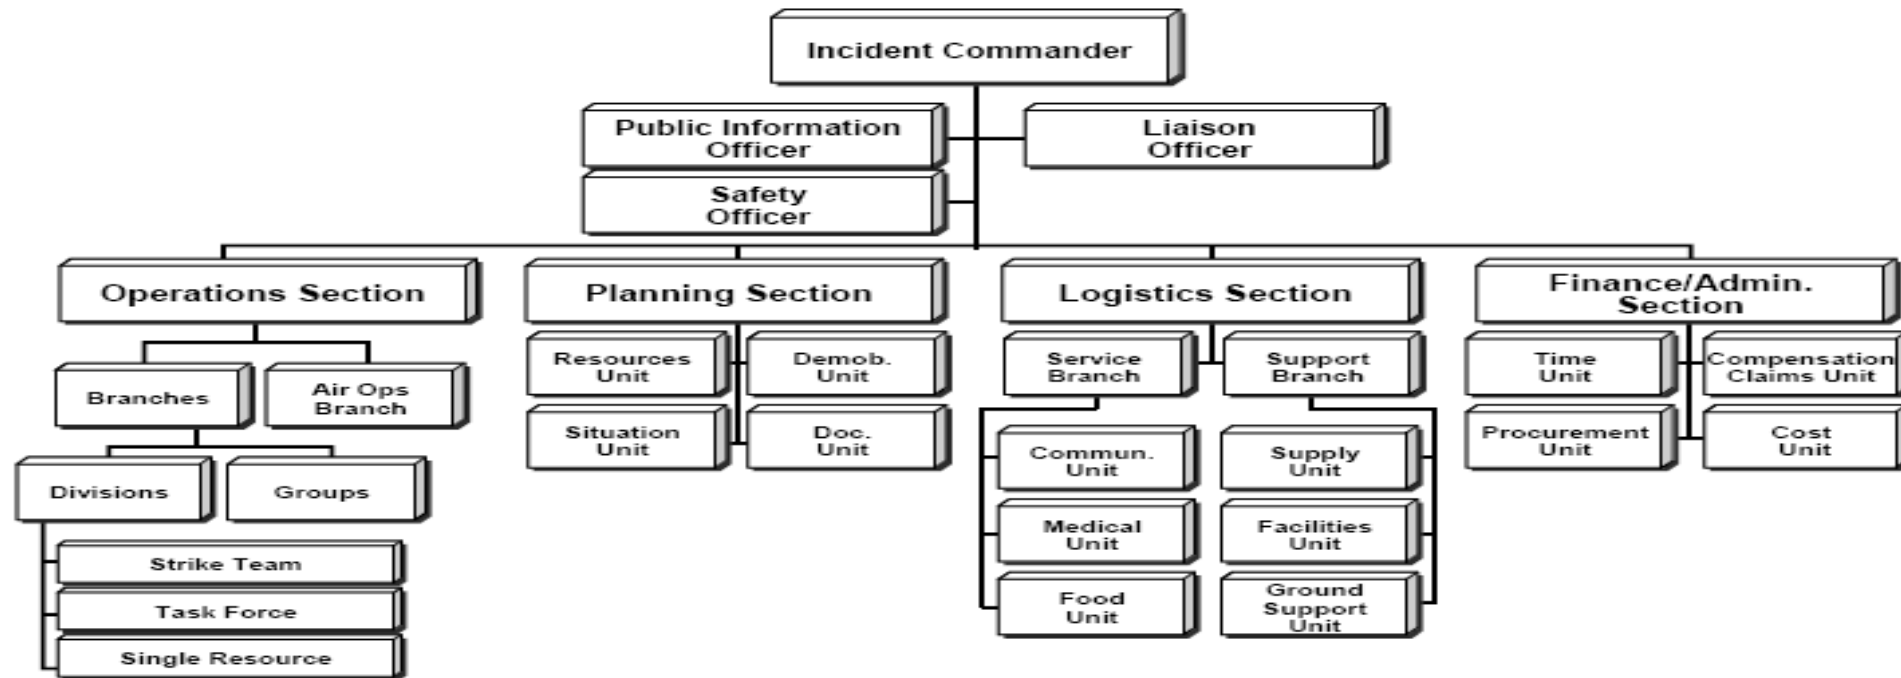 Incident Commander
Public Information
Officer
Liaison
Officer
Safety
Officer
Operations Section
Planning Section
Logistics Section
Finance/Admin.
Section
Branches
Air Ops
Branch
Divisions
Groups
Strike Team
Task Force
Single Resource
Resources
Unit
Demob.
Unit
Situation
Unit
Doc.
Unit
Service
Branch
Support
Branch
Commun.
Unit
Supply
Unit
Medical
Unit
Facilities
Unit
Food
Unit
Ground
Support
Unit
Time
Unit
Compensation
Claims Unit
Procurement
Unit
Cost
Unit